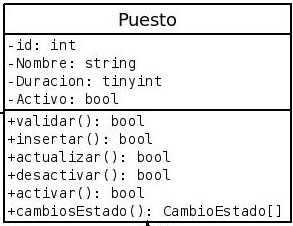 Puesto
-id: int
-Nombre: string
-Duracion: tinyint
-Activo: bool
+validar(): bool
+insertar(): bool
+actualizar(): bool
+desactivar(): bool
+activar(): bool
+cambiosEstado(): CambioEstado[]